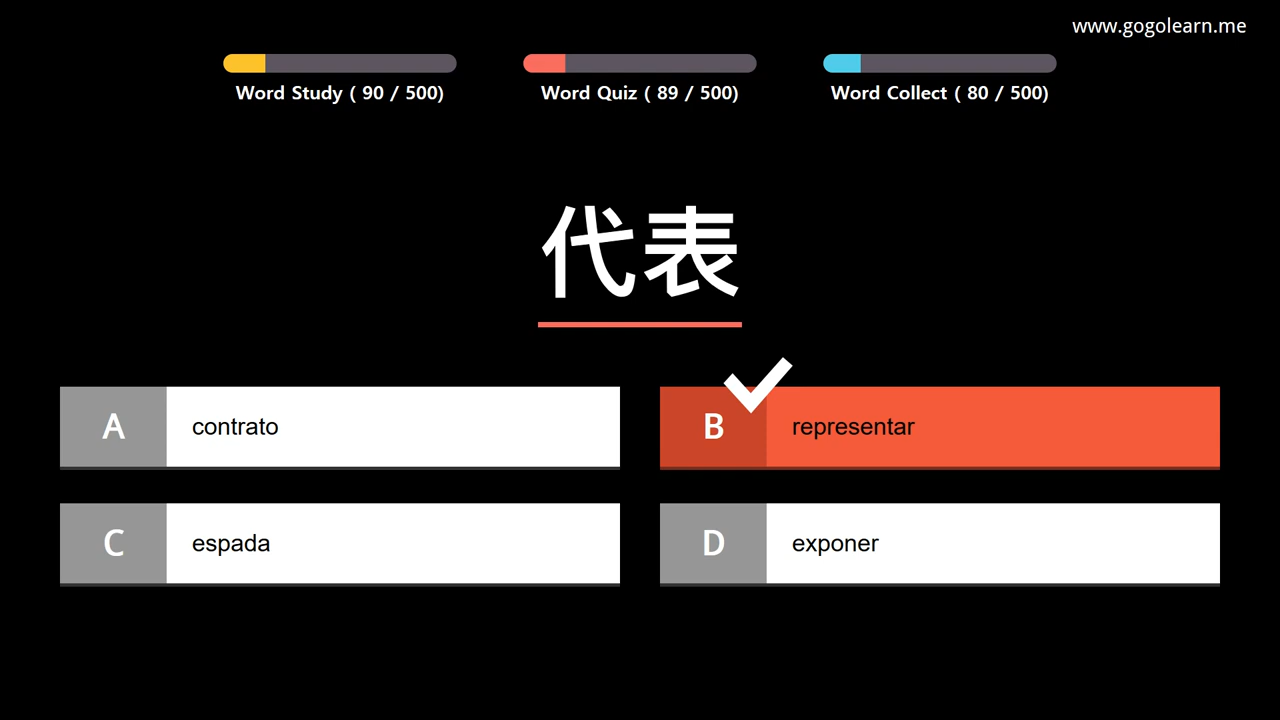 www.gogolearn.me
Word Study ( 90 / 500)
Word Quiz ( 89 / 500)
Word Collect ( 80 / 500)
代表
A contrato
B representar
C espada
D exponer